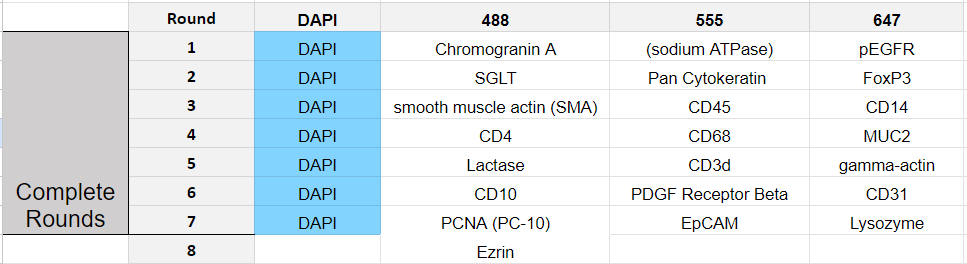 Round DAPI 488 555 647
1 DAPI Chromogranin A (sodium ATPase) pEGFR
2 DAPI SGLT Pan Cytokeratin FoxP3
3 DAPI smooth muscle actin (SMA) CD45 CD14
4 DAPI CD4 CD68 MUC2
5 DAPI Lactase CD3d gamma-actin
Complete 6 DAPI CD10 PDGF Receptor Beta CD31
Rounds 7 DAPI PCNA (PC-10) EpCAM Lysozyme
8 Ezrin